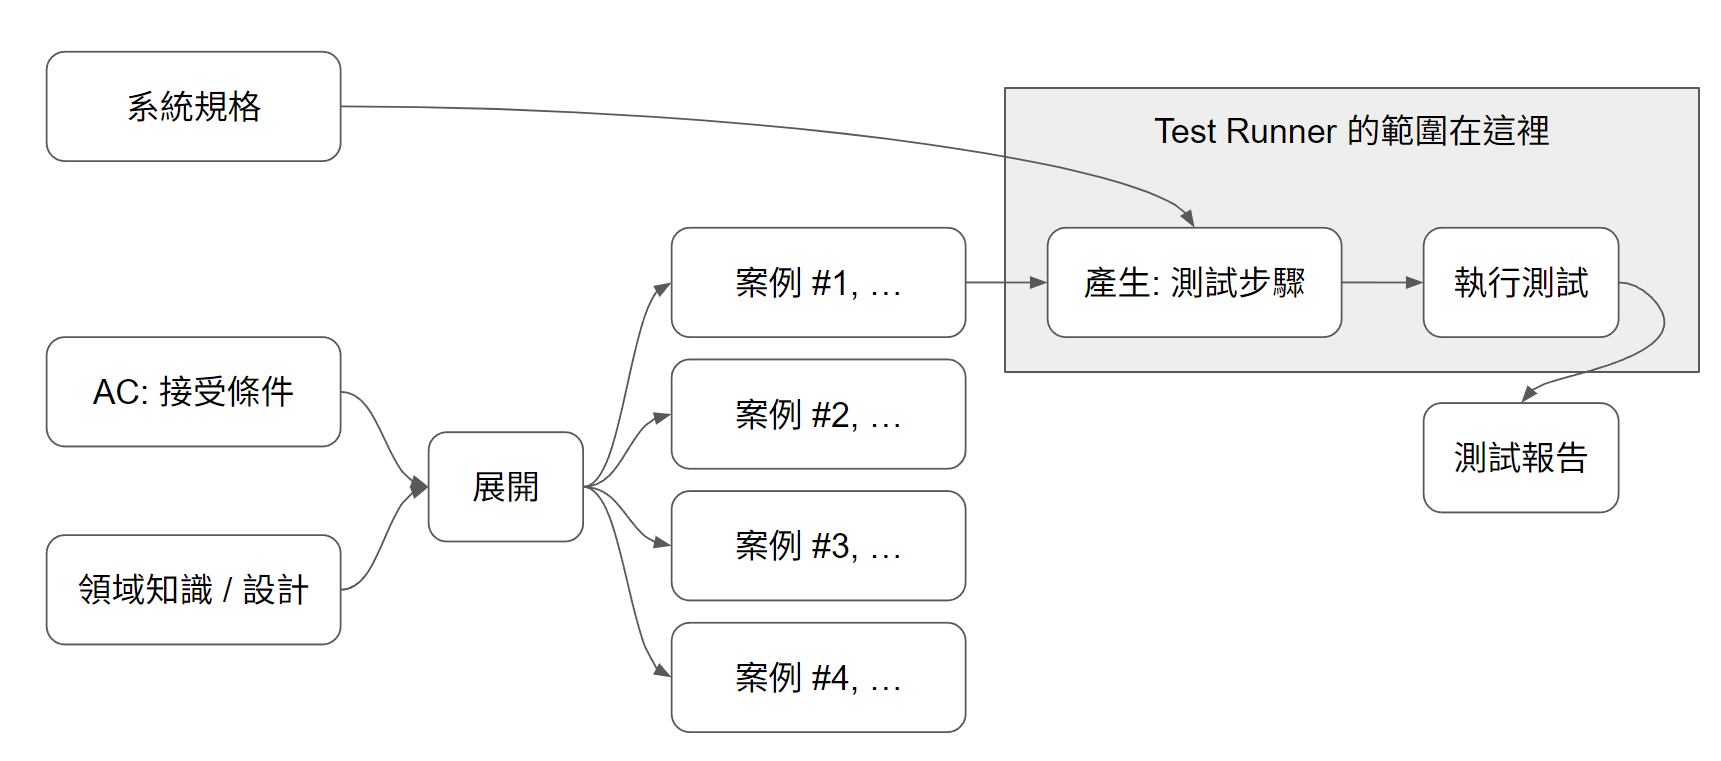 系統規格
Test Runner 的範圍在這裡
案例 #1, …
產生: 測試步驟
執行測試
AC: 接受條件
案例 #2, …
展開
測試報告
領域知識 / 設計
案例 #3, …
案例 #4, …